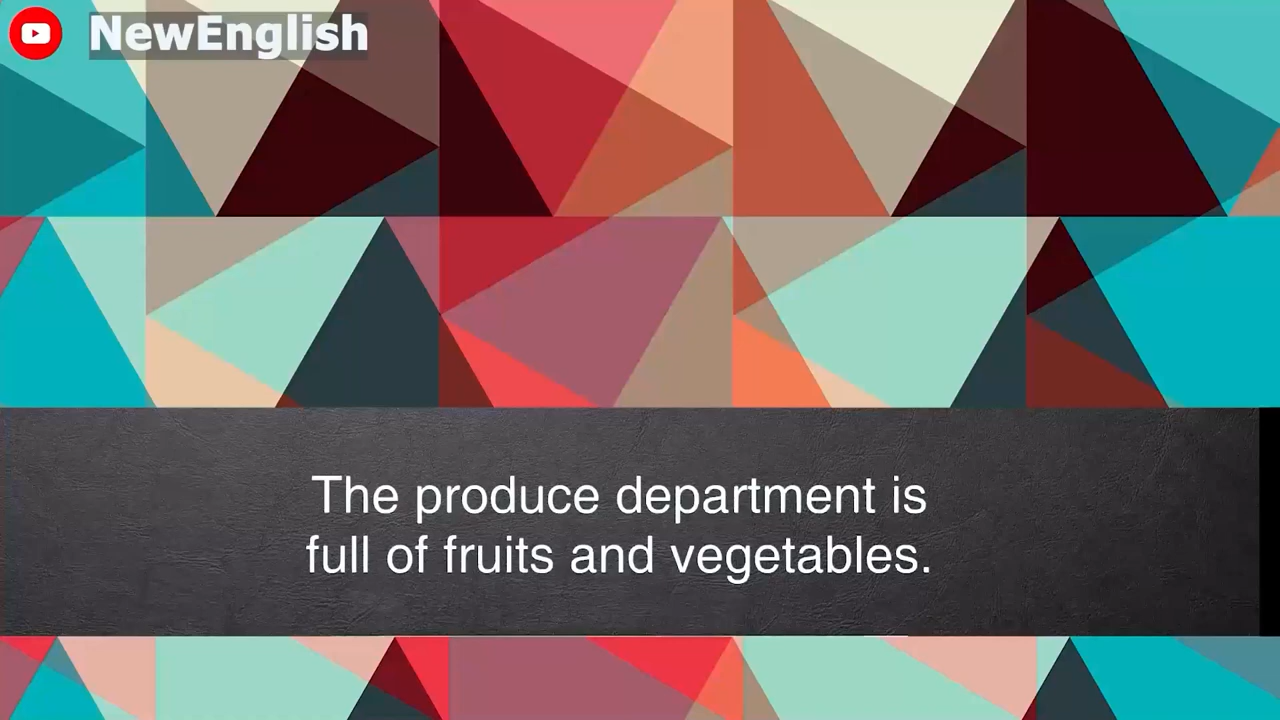 NewEnglish
The produce department is
full of fruits and vegetables.